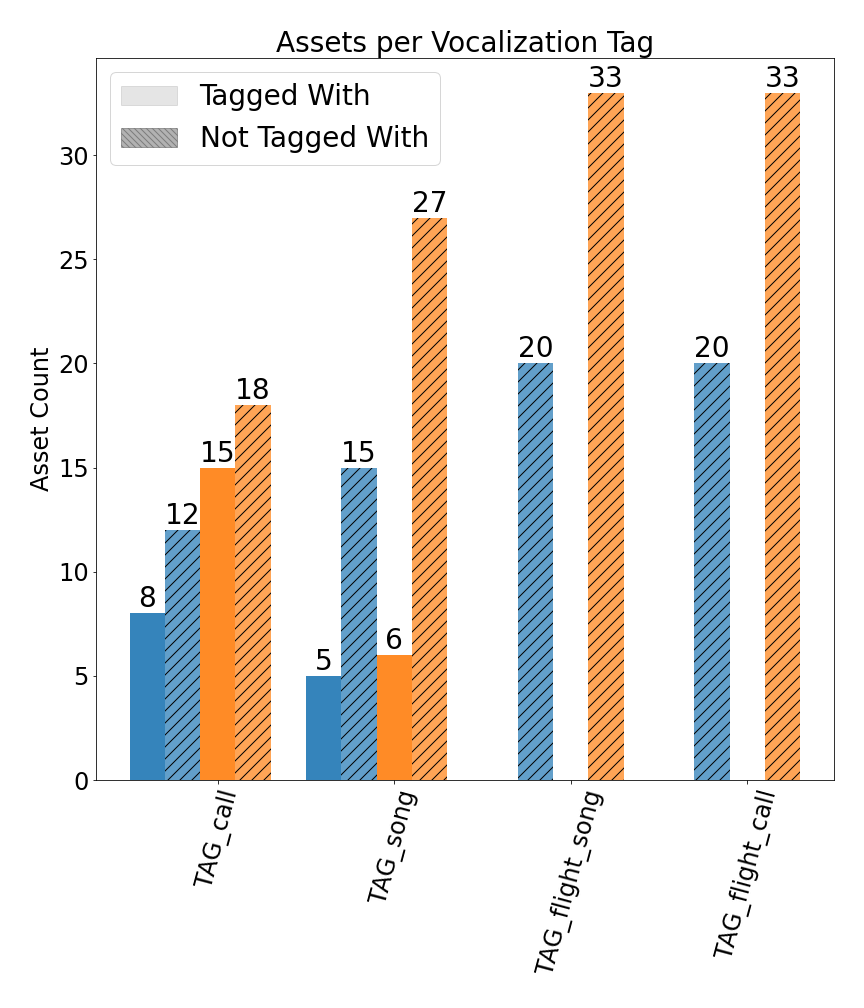 Assets per Vocalization Tag
Tagged With
Not Tagged With
Asset Count
30
25
20
15
10
5
0
8
12
15
18
5
15
6
27
20
33
20
33
TAG_call
TAG_song
TAG_flight_song
TAG_flight_call